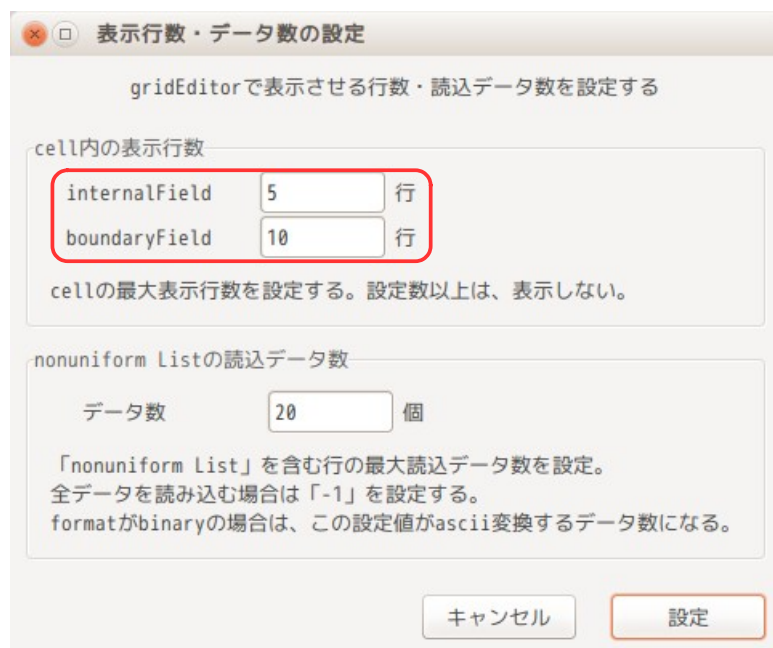 表示行数・データ数の設定
gridEditorで表示させる行数・読込データ数を設定する
cell内の表示行数
internalField 5 行
boundaryField 10 行
cellの最大表示行数を設定する。設定数以上は、表示しない。
nonuniform Listの読込データ数
データ数 20 個
「nonuniform List」を含む行の最大読込データ数を設定。
全データを読み込む場合は「-1」を設定する。
formatがbinaryの場合は、この設定値がascii変換するデータ数になる。
キャンセル 設定